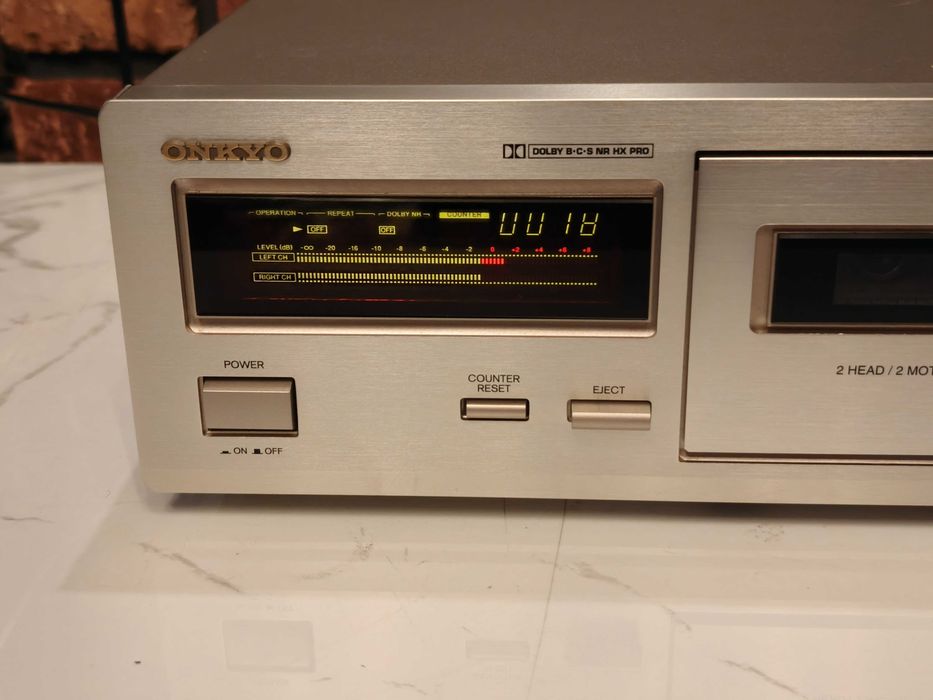 ONKYO
DOLBY B·C·S NR HX PRO
OPERATION REPEAT DOLBY NR COUNTER
OFF OFF
LEVEL (dB) -∞ -20 -16 -10 -8 -6 -4 -2 0 +2 +4 +6 +8
LEFT CH
RIGHT CH
POWER
ON OFF
COUNTER
RESET
EJECT
2 HEAD / 2 MOT